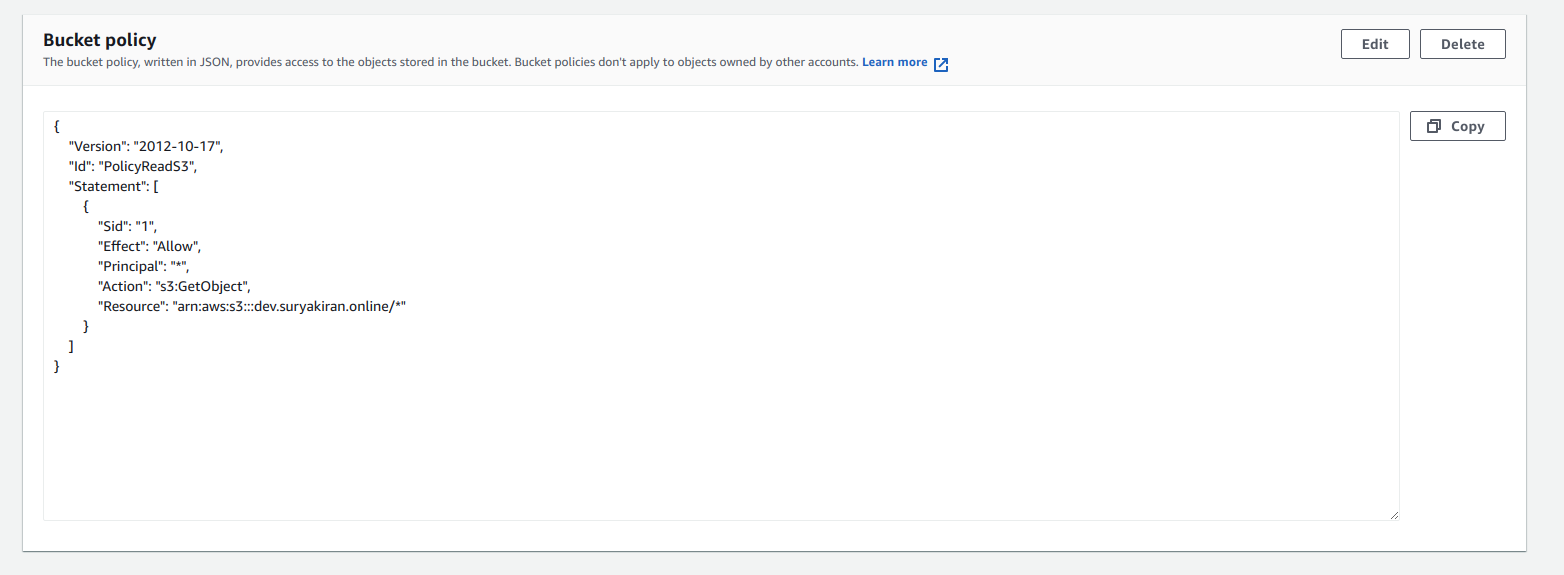 Bucket policy
Edit
Delete
The bucket policy, written in JSON, provides access to the objects stored in the bucket. Bucket policies don't apply to objects owned by other accounts. Learn more
Copy
{
"Version": "2012-10-17",
"Id": "PolicyReadS3",
"Statement": [
{
"Sid": "1",
"Effect": "Allow",
"Principal": "*",
"Action": "s3:GetObject",
"Resource": "arn:aws:s3:::dev.suryakiran.online/*"
}
]
}